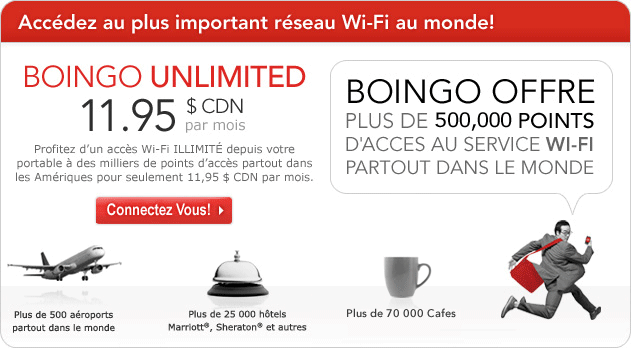 Accédez au plus important réseau Wi-Fi au monde!
BOINGO UNLIMITED
11.95 $ CDN
par mois
Profitez d'un accès Wi-Fi ILLIMITÉ depuis votre
portable à des milliers de points d'accès partout dans
les Amériques pour seulement 11,95 $ CDN par mois.
Connectez Vous!
BOINGO OFFRE
PLUS DE 500,000 POINTS
D'ACCES AU SERVICE WI-FI
PARTOUT DANS LE MONDE
Plus de 500 aéroports
partout dans le monde
Plus de 25 000 hôtels
Marriott®, Sheraton® et autres
Plus de 70 000 Cafes